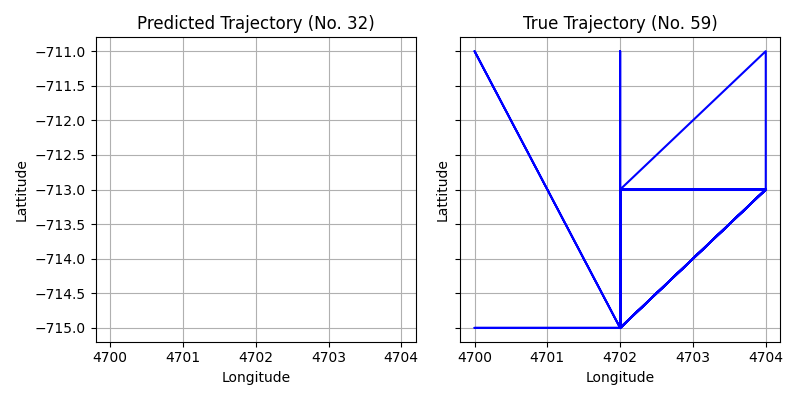 Predicted Trajectory (No. 32)
−711.0
−711.5
−712.0
−712.5
−713.0
−713.5
−714.0
−714.5
−715.0
Lattitude
4700 4701 4702 4703 4704
Longitude
True Trajectory (No. 59)
Lattitude
4700 4701 4702 4703 4704
Longitude